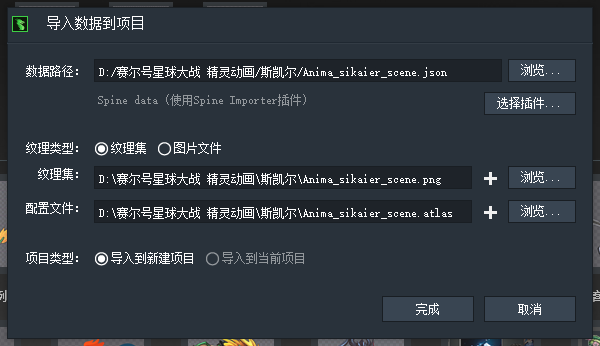 导入数据到项目
数据路径: D:/赛尔号星球大战 精灵动画/斯凯尔/Anima_sikaier_scene.json 浏览...
Spine data (使用Spine Importer插件) 选择插件...
纹理类型: 纹理集 图片文件
纹理集: D:\赛尔号星球大战 精灵动画\斯凯尔\Anima_sikaier_scene.png 浏览...
配置文件: D:\赛尔号星球大战 精灵动画\斯凯尔\Anima_sikaier_scene.atlas 浏览...
项目类型: 导入到新建项目 导入到当前项目
列
完成 取消